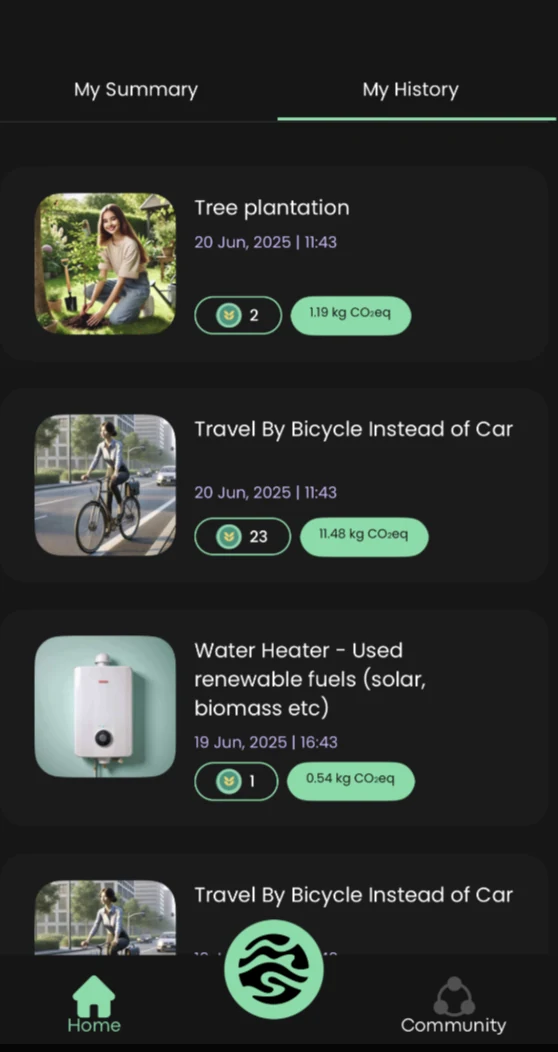 My Summary
My History
Tree plantation
20 Jun, 2025 | 11:43
2
1.19 kg CO₂eq
Travel By Bicycle Instead of Car
20 Jun, 2025 | 11:43
23
11.48 kg CO₂eq
Water Heater - Used
renewable fuels (solar,
biomass etc)
19 Jun, 2025 | 16:43
1
0.54 kg CO₂eq
Travel By Bicycle Instead of Car
Home
Community